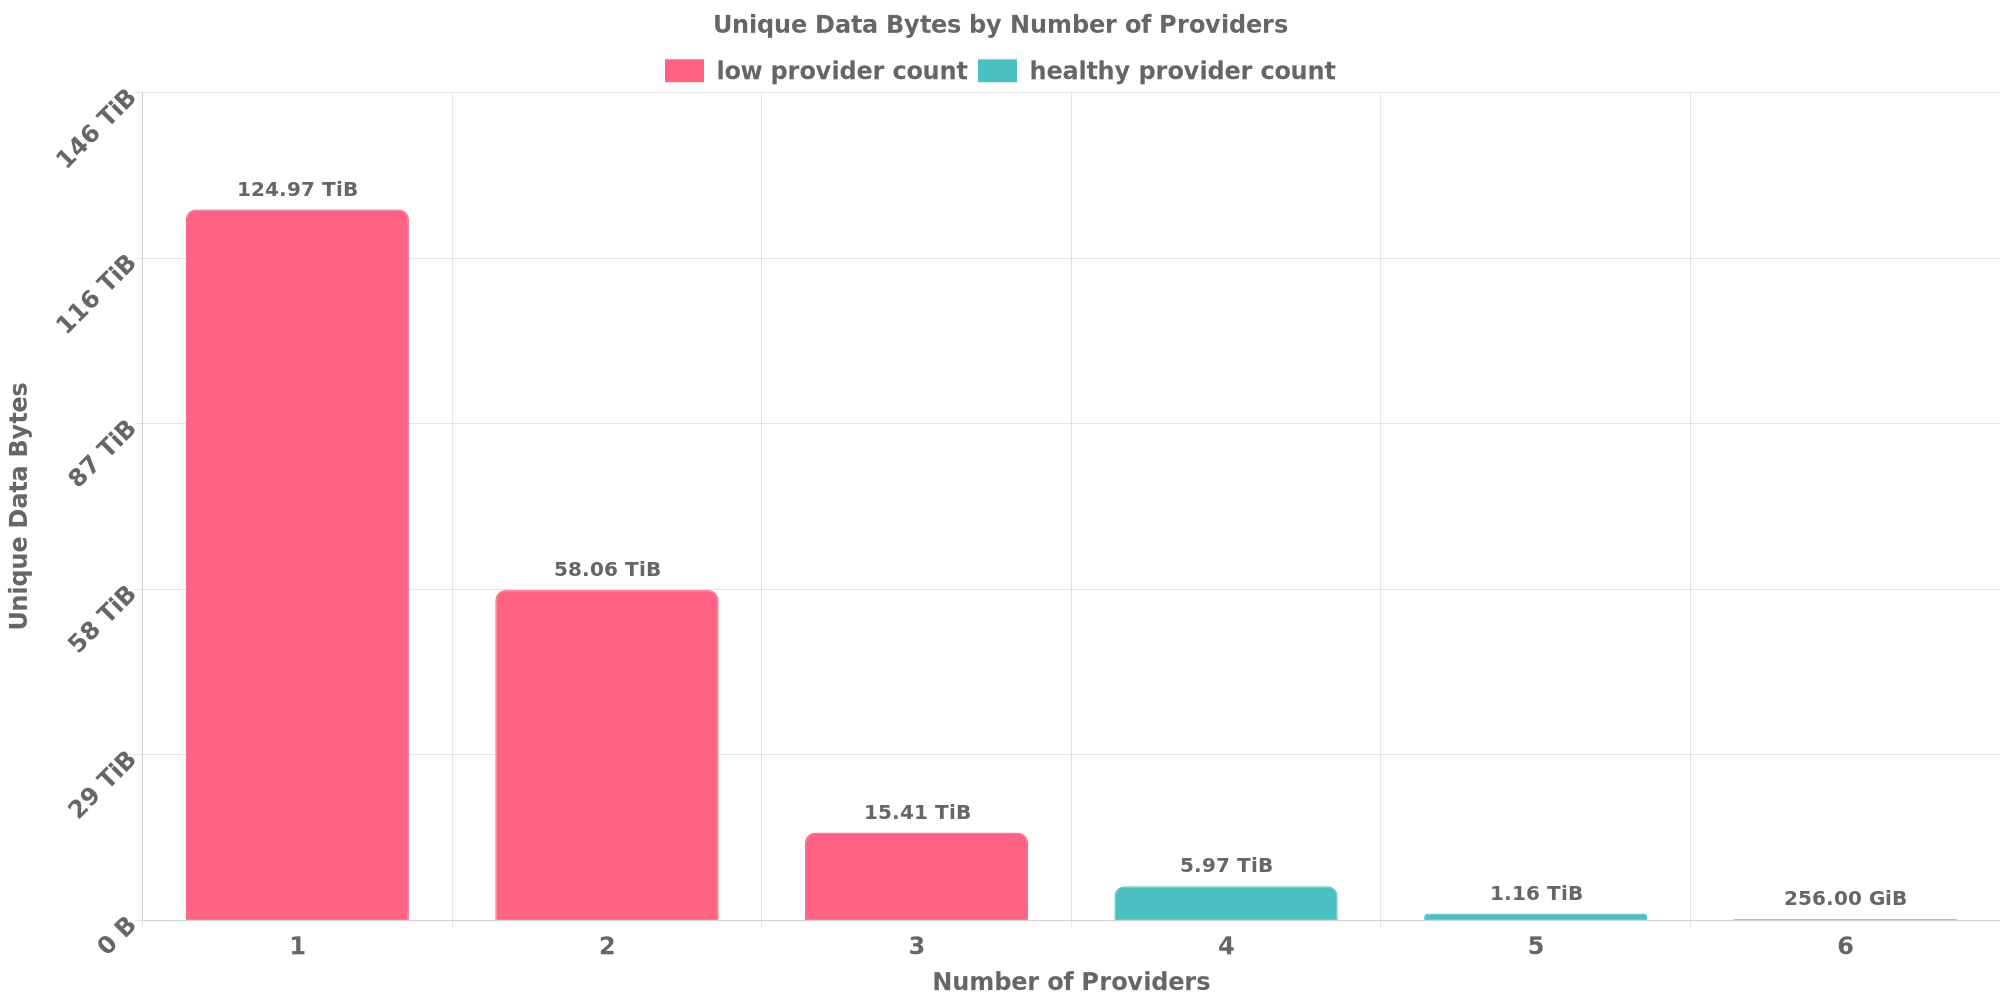 Unique Data Bytes by Number of Providers
low provider count healthy provider count
146 TiB
116 TiB
87 TiB
58 TiB
29 TiB
0 B
Unique Data Bytes
124.97 TiB
58.06 TiB
15.41 TiB
5.97 TiB
1.16 TiB
256.00 GiB
1 2 3 4 5 6
Number of Providers